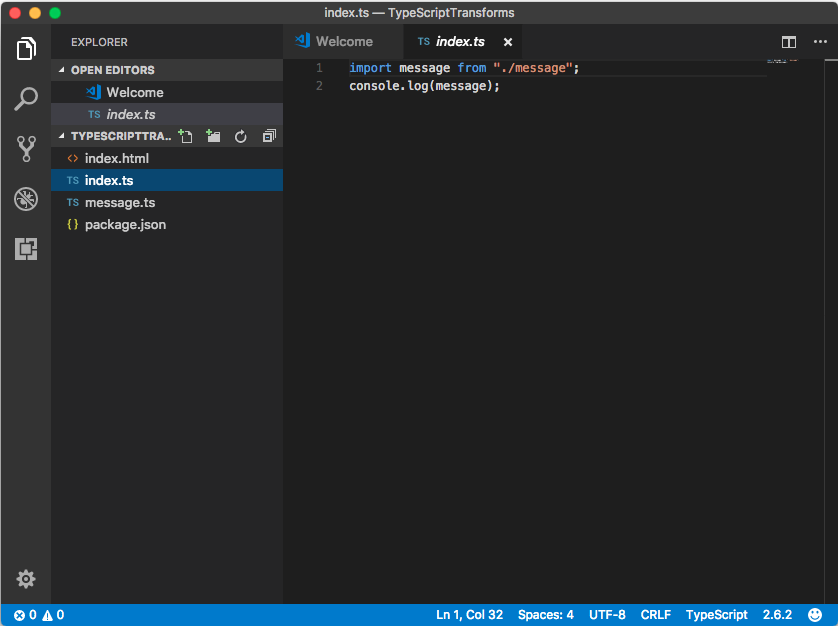 index.ts — TypeScriptTransforms
EXPLORER
OPEN EDITORS
Welcome
TS index.ts
TYPESCRIPTTRA...
<> index.html
TS index.ts
TS message.ts
{} package.json
Welcome
TS index.ts
1 import message from "./message";
2 console.log(message);
0 0
Ln 1, Col 32
Spaces: 4
UTF-8
CRLF
TypeScript
2.6.2